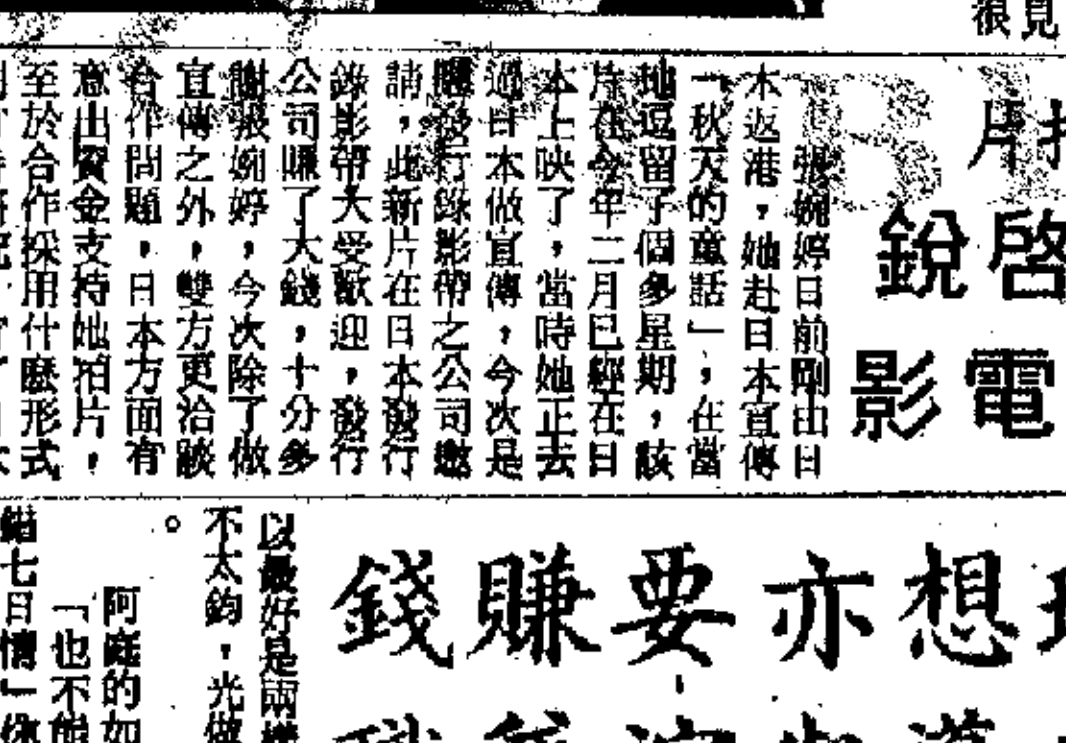 很見
片
啓
銳
電
影
張婉婷日前剛由日
本返港，她赴日本宣傳
「秋天的童話」，在當
地逗留了個多星期，該
片在今年二月已經在日
本上映了，當時她正去
過日本做宣傳，今次是
應發行錄影帶之公司邀
請，此新片在日本發行
錄影帶大受歡迎，發行
公司賺了大錢，十分多
謝張婉婷，今次除了做
宣傳之外，雙方更洽談
合作問題，日本方面有
意出資金支持她拍片，
至於合作採用什麽形式
想亦要賺錢
以最好是兩
不太鈞，光做
。
阿庭的如
「也不能
七日情」